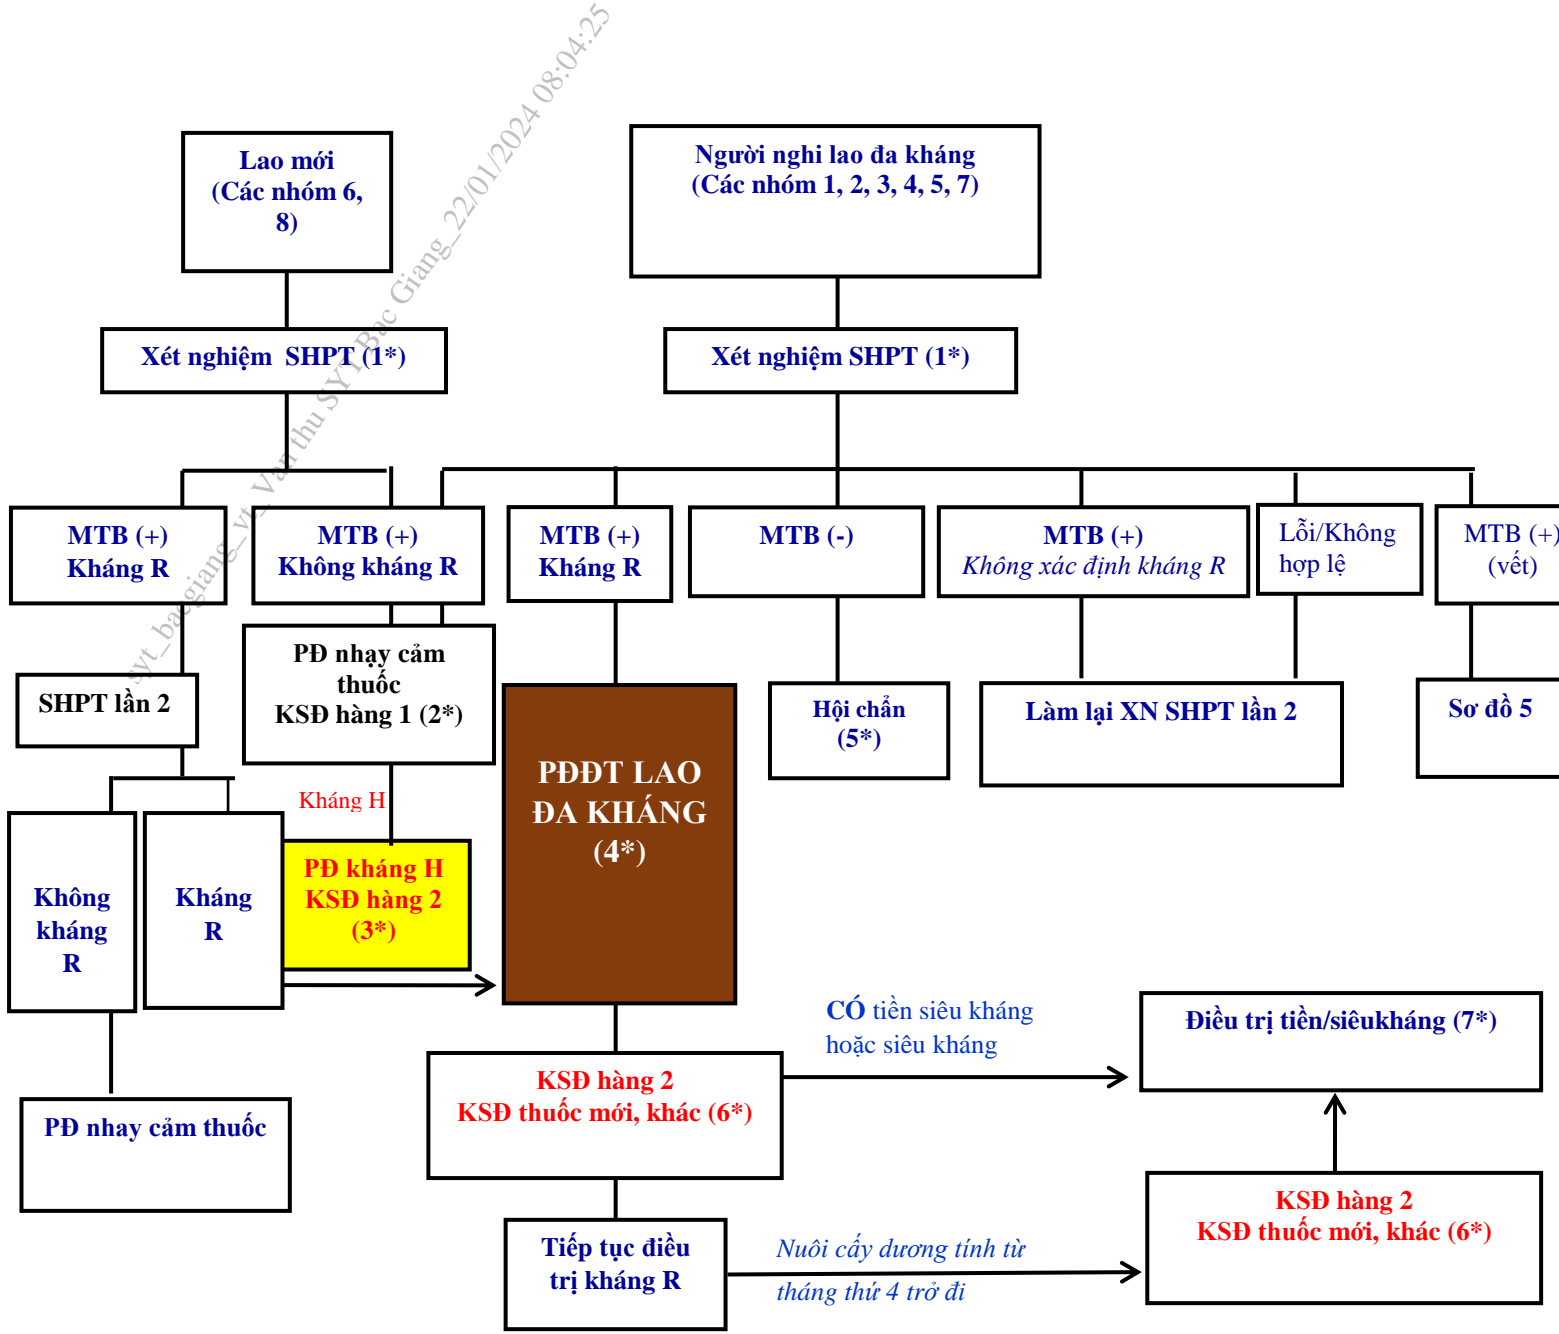 syt_bacgiang_vt_Van thu SYT Bac Giang_22/01/2024 08:04:25
Lao mới
(Các nhóm 6,
8)
Người nghi lao đa kháng
(Các nhóm 1, 2, 3, 4, 5, 7)
Xét nghiệm SHPT (1*)
Xét nghiệm SHPT (1*)
MTB (+)
Kháng R
MTB (+)
Không kháng R
MTB (+)
Kháng R
MTB (-)
MTB (+)
Không xác định kháng R
Lỗi/Không
hợp lệ
MTB (+)
(vết)
SHPT lần 2
PĐ nhạy cảm
thuốc
KSĐ hàng 1 (2*)
PĐĐT LAO
ĐA KHÁNG
(4*)
Hội chẩn
(5*)
Làm lại XN SHPT lần 2
Sơ đồ 5
Kháng H
Không
kháng
R
Kháng
R
PĐ kháng H
KSĐ hàng 2
(3*)
CÓ tiền siêu kháng
hoặc siêu kháng
Điều trị tiền/siêukháng (7*)
PĐ nhay cảm thuốc
KSĐ hàng 2
KSĐ thuốc mới, khác (6*)
KSĐ hàng 2
KSĐ thuốc mới, khác (6*)
Tiếp tục điều
trị kháng R
Nuôi cấy dương tính từ
tháng thứ 4 trở đi